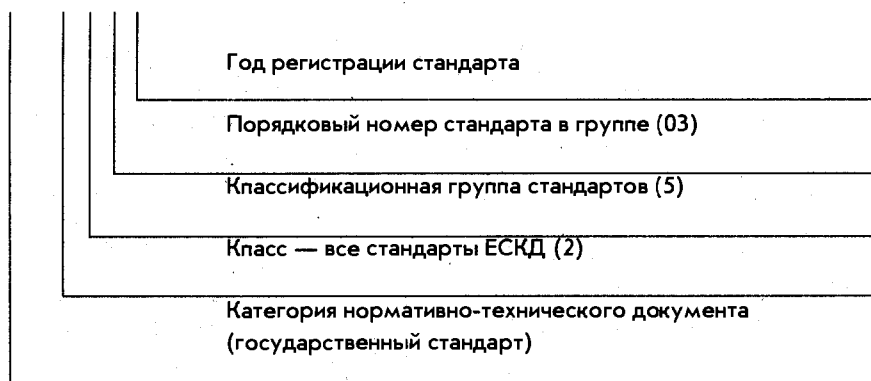 Год регистрации стандарта
Порядковый номер стандарта в группе (03)
Классификационная группа стандартов (5)
Класс — все стандарты ЕСКД (2)
Категория нормативно-технического документа
(государственный стандарт)